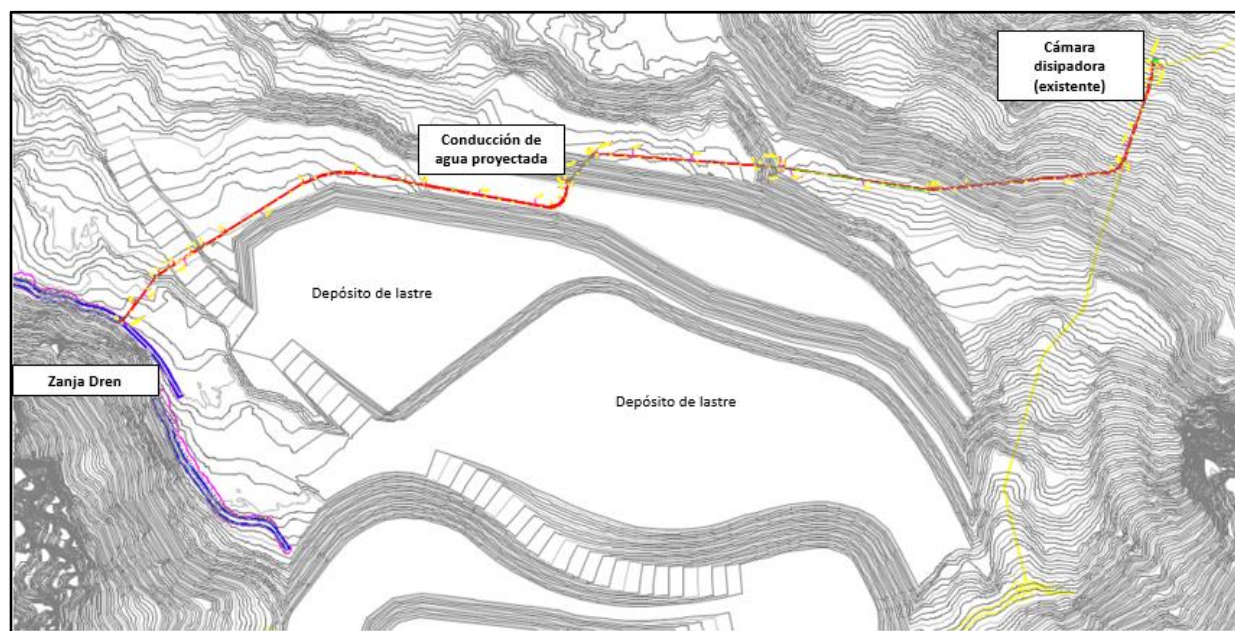 Cámara
disipadora
(existente)
Conducción de
agua proyectada
Depósito de lastre
Zanja Dren
Depósito de lastre